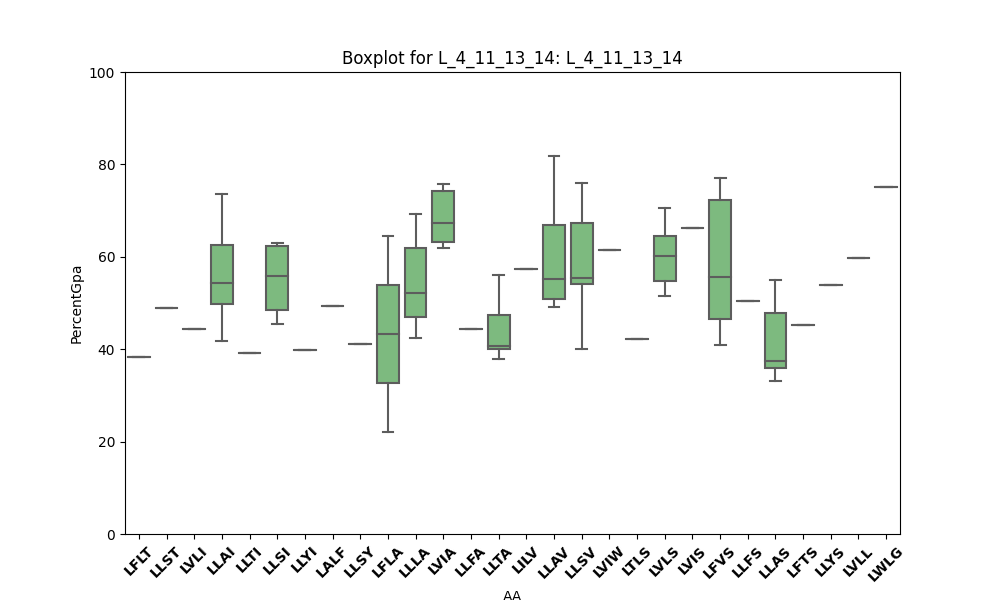 Boxplot for L_4_11_13_14: L_4_11_13_14
100
80
60
40
20
0
PercentGpa
LFLT
LLST
LVLI
LLAI
LLTI
LLSI
LLYI
LALF
LLSY
LFLA
LLLA
LVIA
LLFA
LLTA
LILV
LLAV
LLSV
LVIW
LTLS
LVLS
LVIS
LFVS
LLFS
LLAS
LFTS
LLYS
LVLL
LWLG
AA